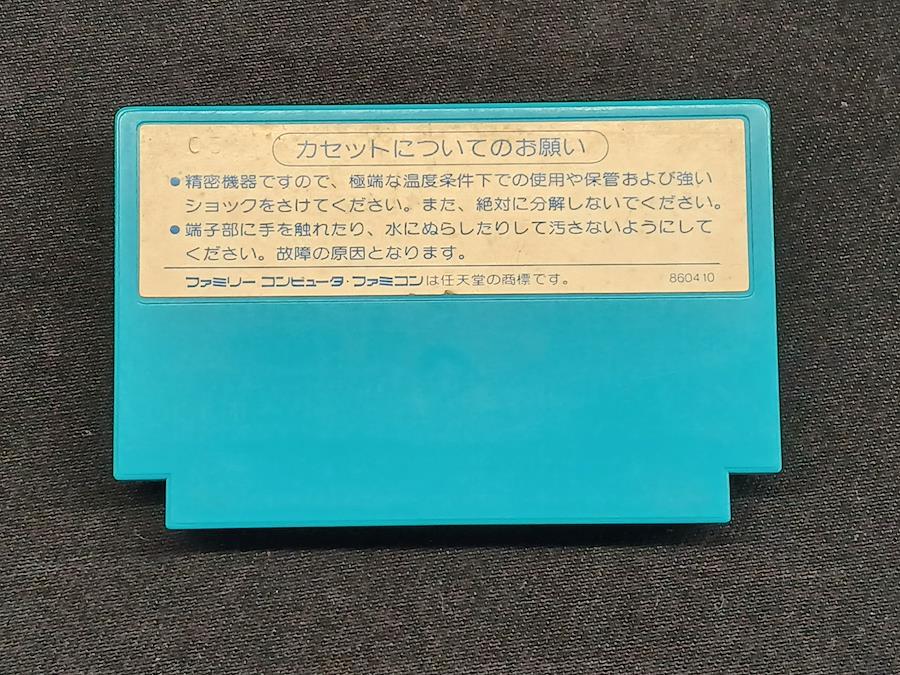 カセットについてのお願い
●精密機器ですので、極端な温度条件下での使用や保管および強い
ショックをさけてください。また、絶対に分解しないでください。
●端子部に手を触れたり、水にぬらしたりして汚さないようにして
ください。故障の原因となります。
ファミリー コンピュータ・ファミコンは任天堂の商標です。 860410